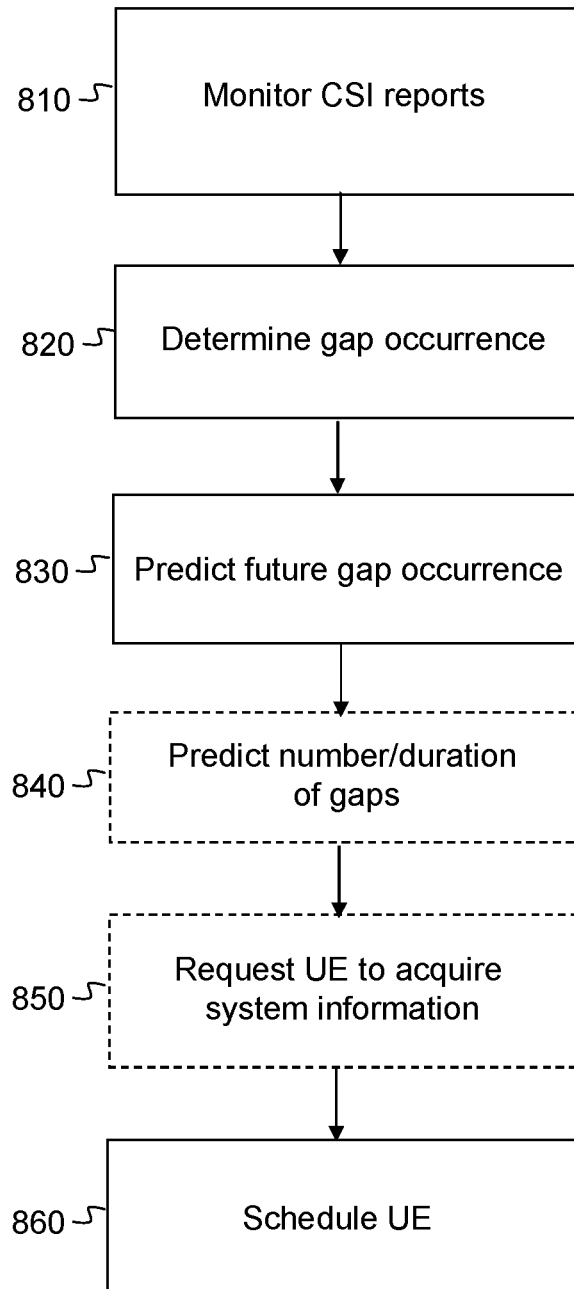 810
Monitor CSI reports
820
Determine gap occurrence
830
Predict future gap occurrence
840
Predict number/duration
of gaps
850
Request UE to acquire
system information
860
Schedule UE